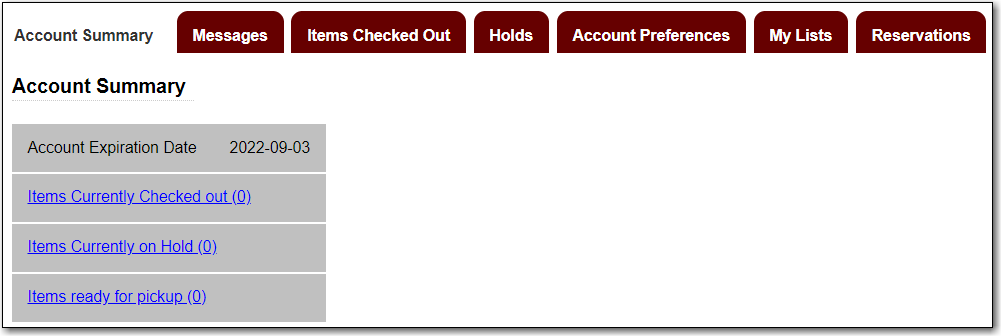 Account Summary Messages Items Checked Out Holds Account Preferences My Lists Reservations
Account Summary
Account Expiration Date 2022-09-03
Items Currently Checked out (0)
Items Currently on Hold (0)
Items ready for pickup (0)